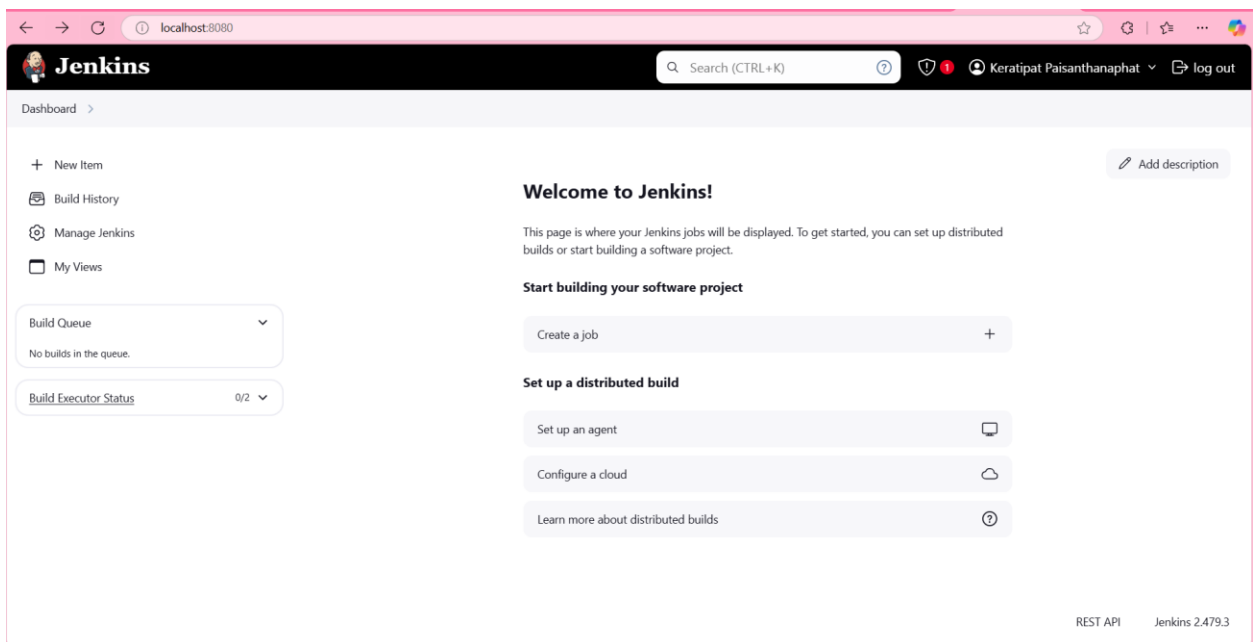 localhost:8080
Jenkins
Search (CTRL+K)
1
Keratipat Paisanthanaphat
log out
Dashboard
New Item
Build History
Manage Jenkins
My Views
Build Queue
No builds in the queue.
Build Executor Status
0/2
Add description
Welcome to Jenkins!
This page is where your Jenkins jobs will be displayed. To get started, you can set up distributed
builds or start building a software project.
Start building your software project
Create a job
Set up a distributed build
Set up an agent
Configure a cloud
Learn more about distributed builds
REST API
Jenkins 2.479.3